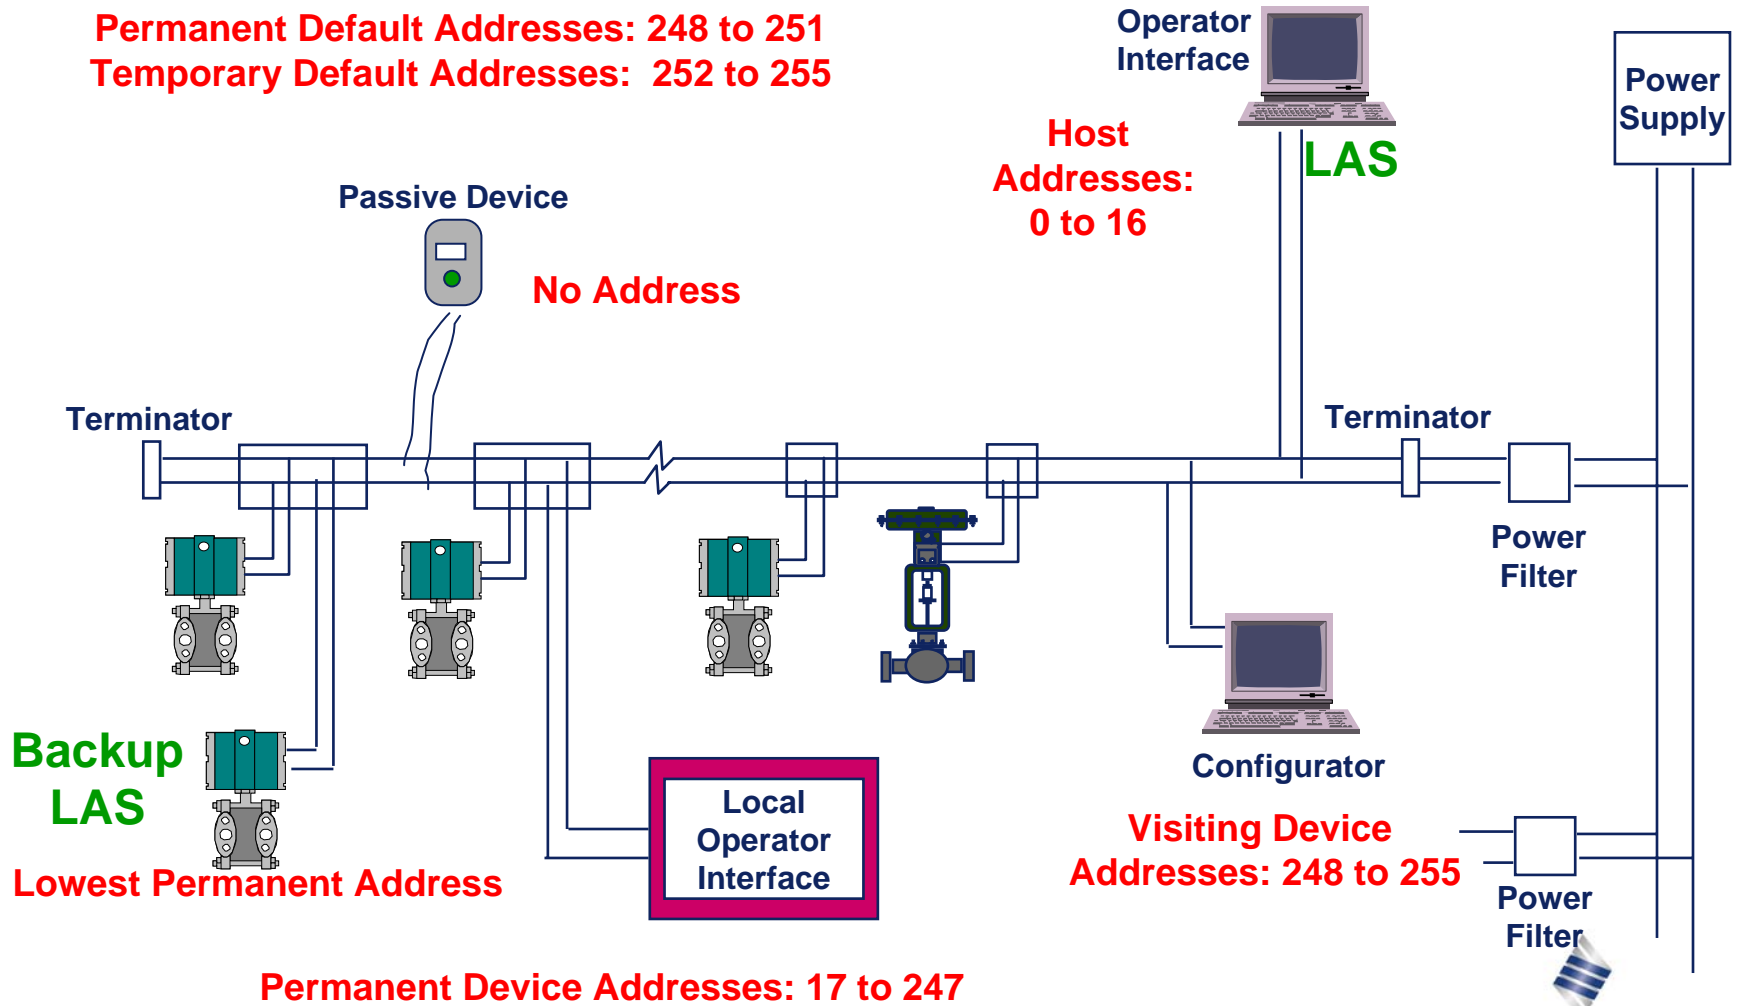 Permanent Default Addresses: 248 to 251
Temporary Default Addresses: 252 to 255
Operator
Interface
Power
Supply
Host
Addresses:
0 to 16
LAS
Passive Device
No Address
Terminator
Terminator
Power
Filter
Backup
LAS
Lowest Permanent Address
Local
Operator
Interface
Configurator
Visiting Device
Addresses: 248 to 255
Power
Filter
Permanent Device Addresses: 17 to 247